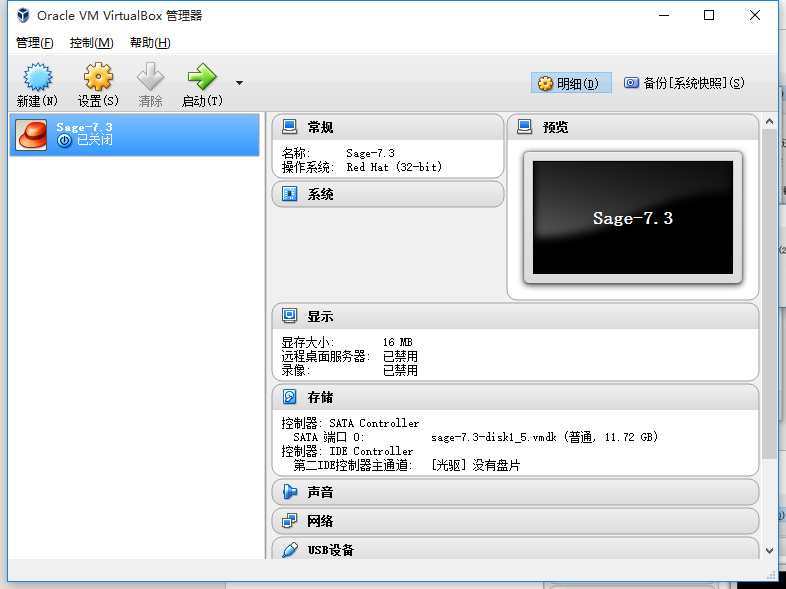 Oracle VM VirtualBox 管理器
管理(F) 控制(M) 帮助(H)
新建(N) 设置(S) 清除 启动(T) 明细(D) 备份[系统快照](S)
Sage-7.3
已关闭
常规
名称: Sage-7.3
操作系统: Red Hat (32-bit)
系统
预览
Sage-7.3
显示
显存大小: 16 MB
远程桌面服务器: 已禁用
录像: 已禁用
存储
控制器: SATA Controller
SATA 端口 0: sage-7.3-disk1_5.vmdk (普通, 11.72 GB)
控制器: IDE Controller
第二IDE控制器主通道: [光驱] 没有盘片
声音
网络
USB设备